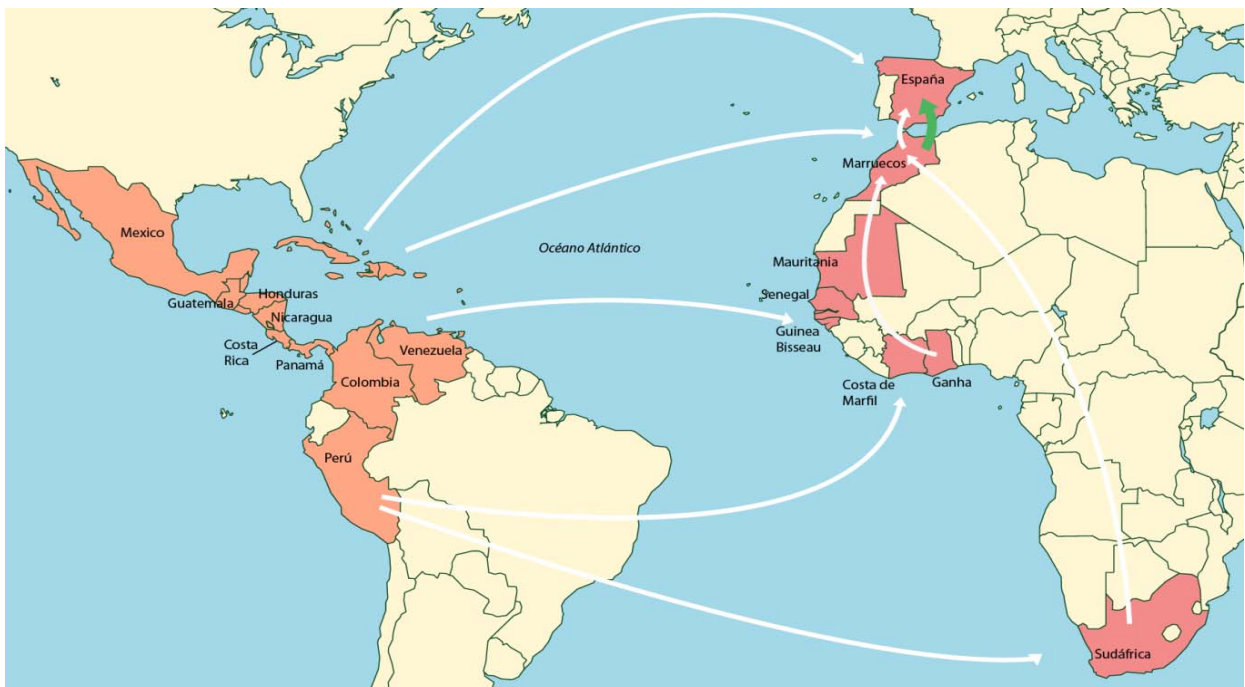 España
Marruecos
Mexico
Océano Atlántico
Mauritania
Senegal
Honduras
Guatemala
Nicaragua
Guinea
Bisseau
Costa
Rica
Venezuela
Panamá
Colombia
Costa de
Marfil
Ganha
Perú
Sudáfrica